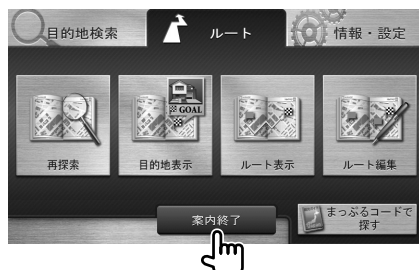 目的地検索
ルート
情報・設定
GOAL
再探索
目的地表示
ルート表示
ルート編集
案内終了
まっぷるコードで
探す